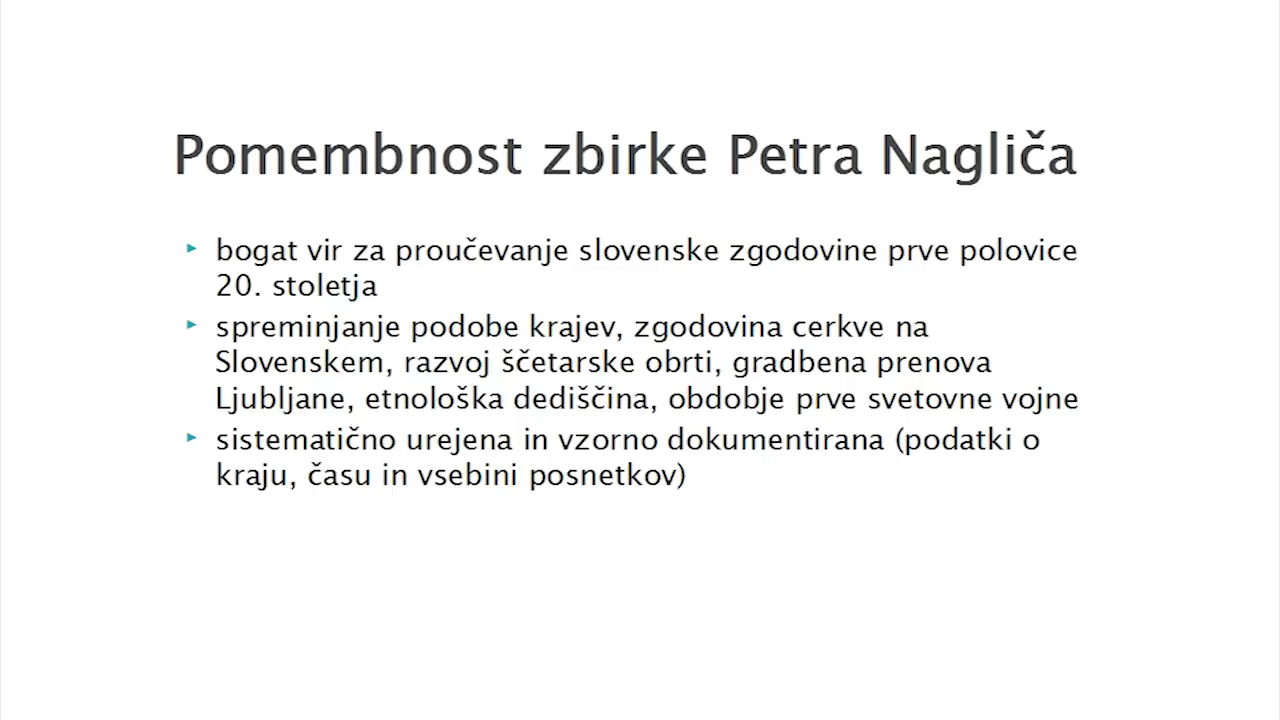 Pomembnost zbirke Petra Nagliča
bogat vir za proučevanje slovenske zgodovine prve polovice
20. stoletja
spreminjanje podobe krajev, zgodovina cerkve na
Slovenskem, razvoj ščetarske obrti, gradbena prenova
Ljubljane, etnološka dediščina, obdobje prve svetovne vojne
sistematično urejena in vzorno dokumentirana (podatki o
kraju, času in vsebini posnetkov)